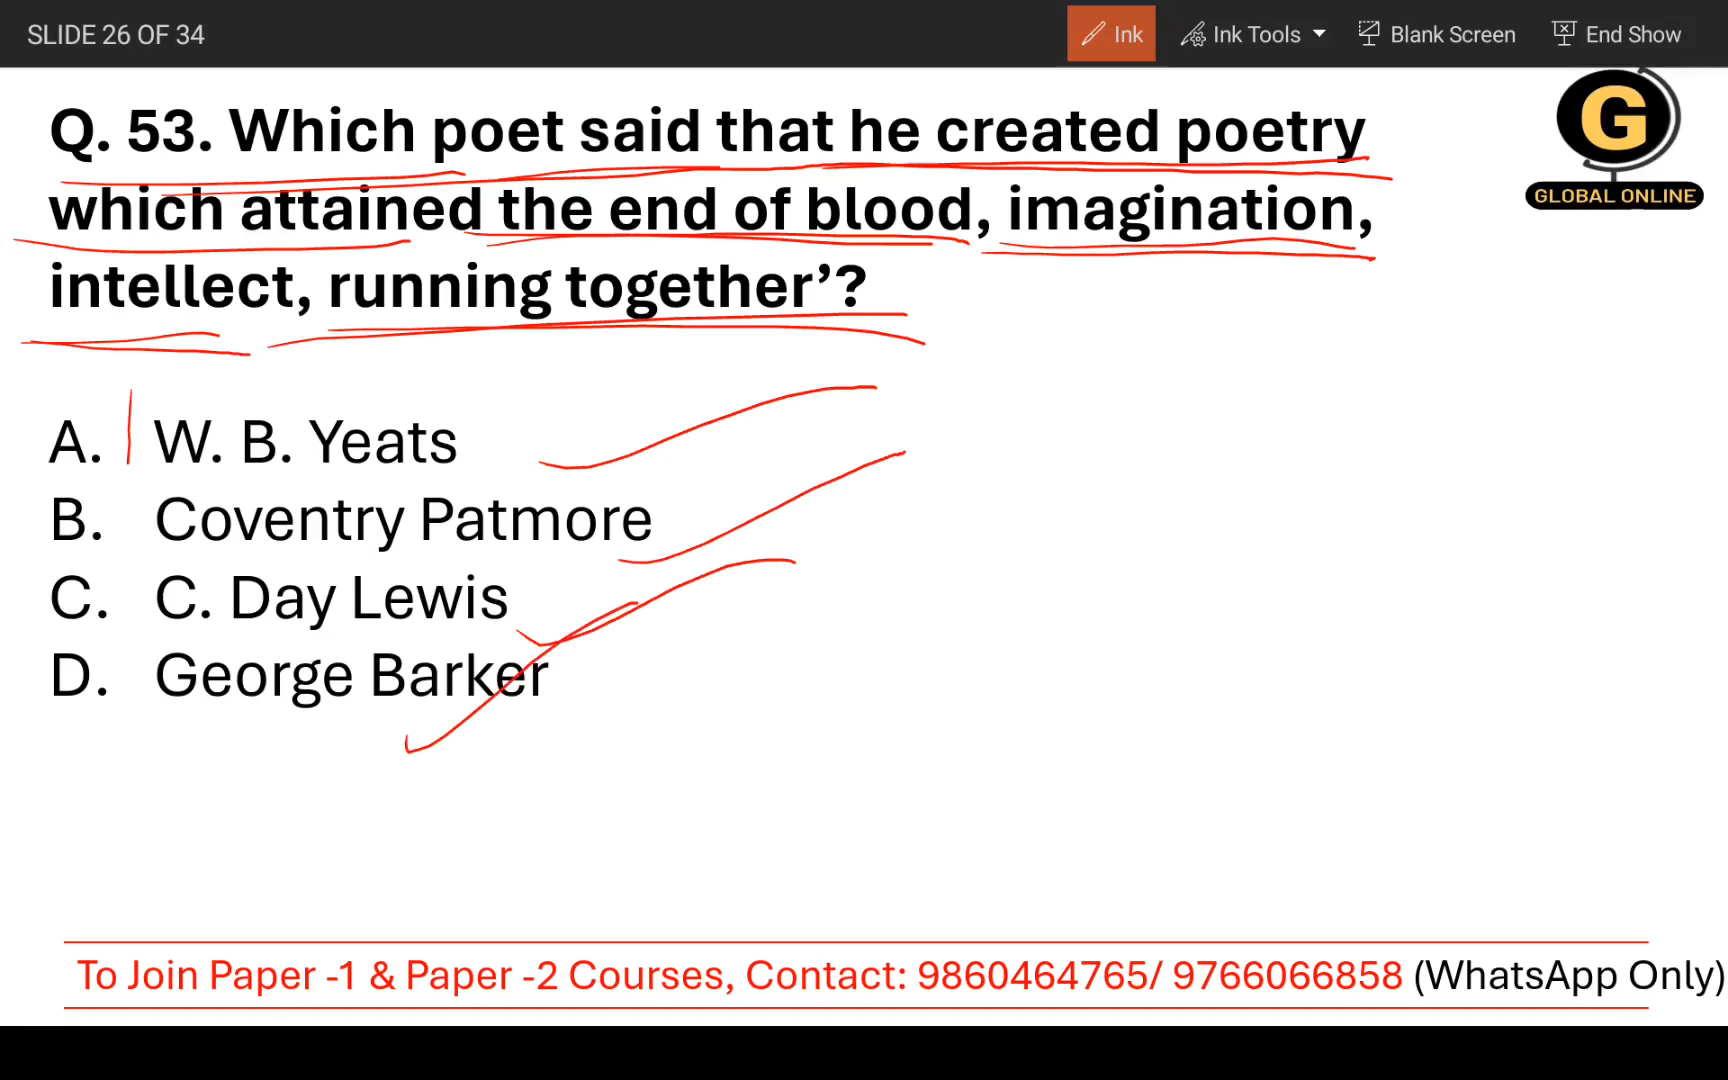 SLIDE 26 OF 34
Ink
Ink Tools
Blank Screen
End Show
G
GLOBAL ONLINE
Q. 53. Which poet said that he created poetry
which attained the end of blood, imagination,
intellect, running together’?
A. W. B. Yeats
B. Coventry Patmore
C. C. Day Lewis
D. George Barker
To Join Paper -1 & Paper -2 Courses, Contact: 9860464765/ 9766066858 (WhatsApp Only)